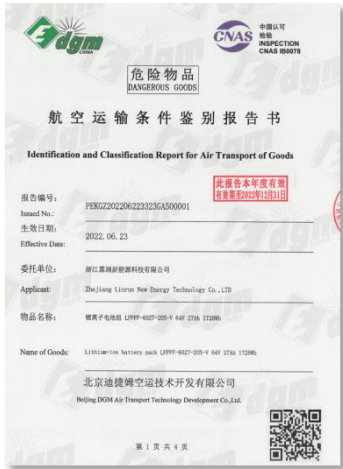 dgm
CHINA
CNAS
中国认可
检验
INSPECTION
CNAS IB0078
危险物品
DANGEROUS GOODS
航空运输条件鉴别报告书
Identification and Classification Report for Air Transport of Goods
此报告本年度有效
有效期至2022年12月31日
报告编号:
Issued No.:
PEKGZ202206223323GA500001
生效日期:
Effective Date:
2022.06.23
委托单位:
浙江霖润新能源科技有限公司
Applicant:
Zhejiang Linrun New Energy Technology Co.,LTD
物品名称:
锂离子电池组 LFPPF-6027-20S-V 64V 27Ah 1728Wh
Name of Goods:
Lithium-ion battery pack LFPPF-6027-20S-V 64V 27Ah 1728Wh
北京迪捷姆空运技术开发有限公司
Beijing DGM Air Transport Technology Development Co.,Ltd.
第 1 页 共 4 页